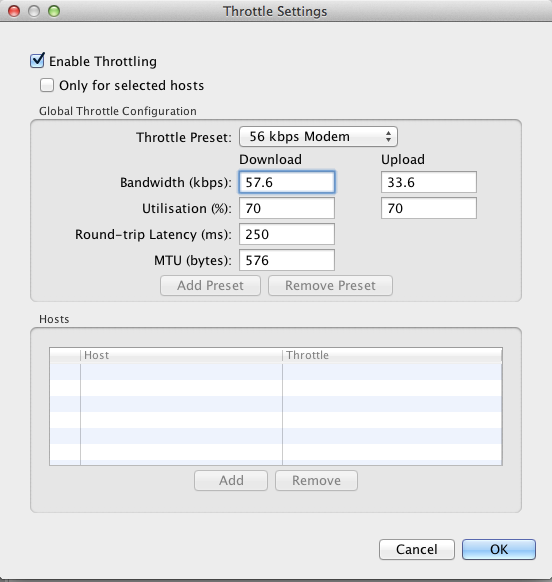 Throttle Settings
Enable Throttling
Only for selected hosts
Global Throttle Configuration
Throttle Preset: 56 kbps Modem
Download Upload
Bandwidth (kbps): 57.6 33.6
Utilisation (%): 70 70
Round-trip Latency (ms): 250
MTU (bytes): 576
Add Preset Remove Preset
Hosts
Host Throttle
Add Remove
Cancel OK